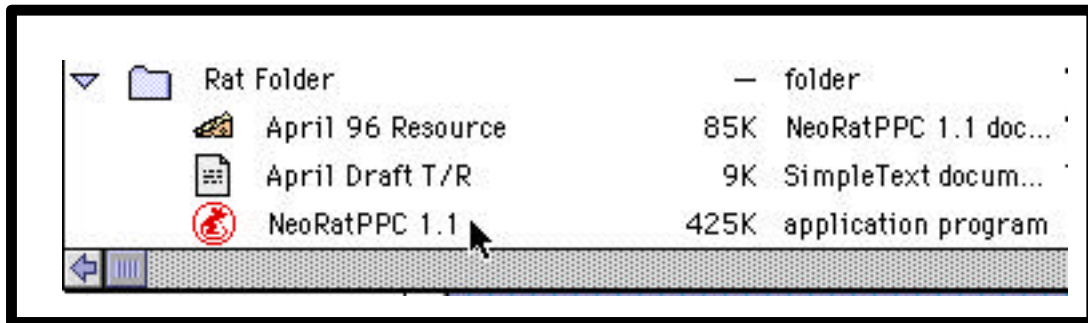 Rat Folder — folder
April 96 Resource 85K NeoRatPPC 1.1 doc...
April Draft T/R 9K SimpleText docum...
NeoRatPPC 1.1 425K application program